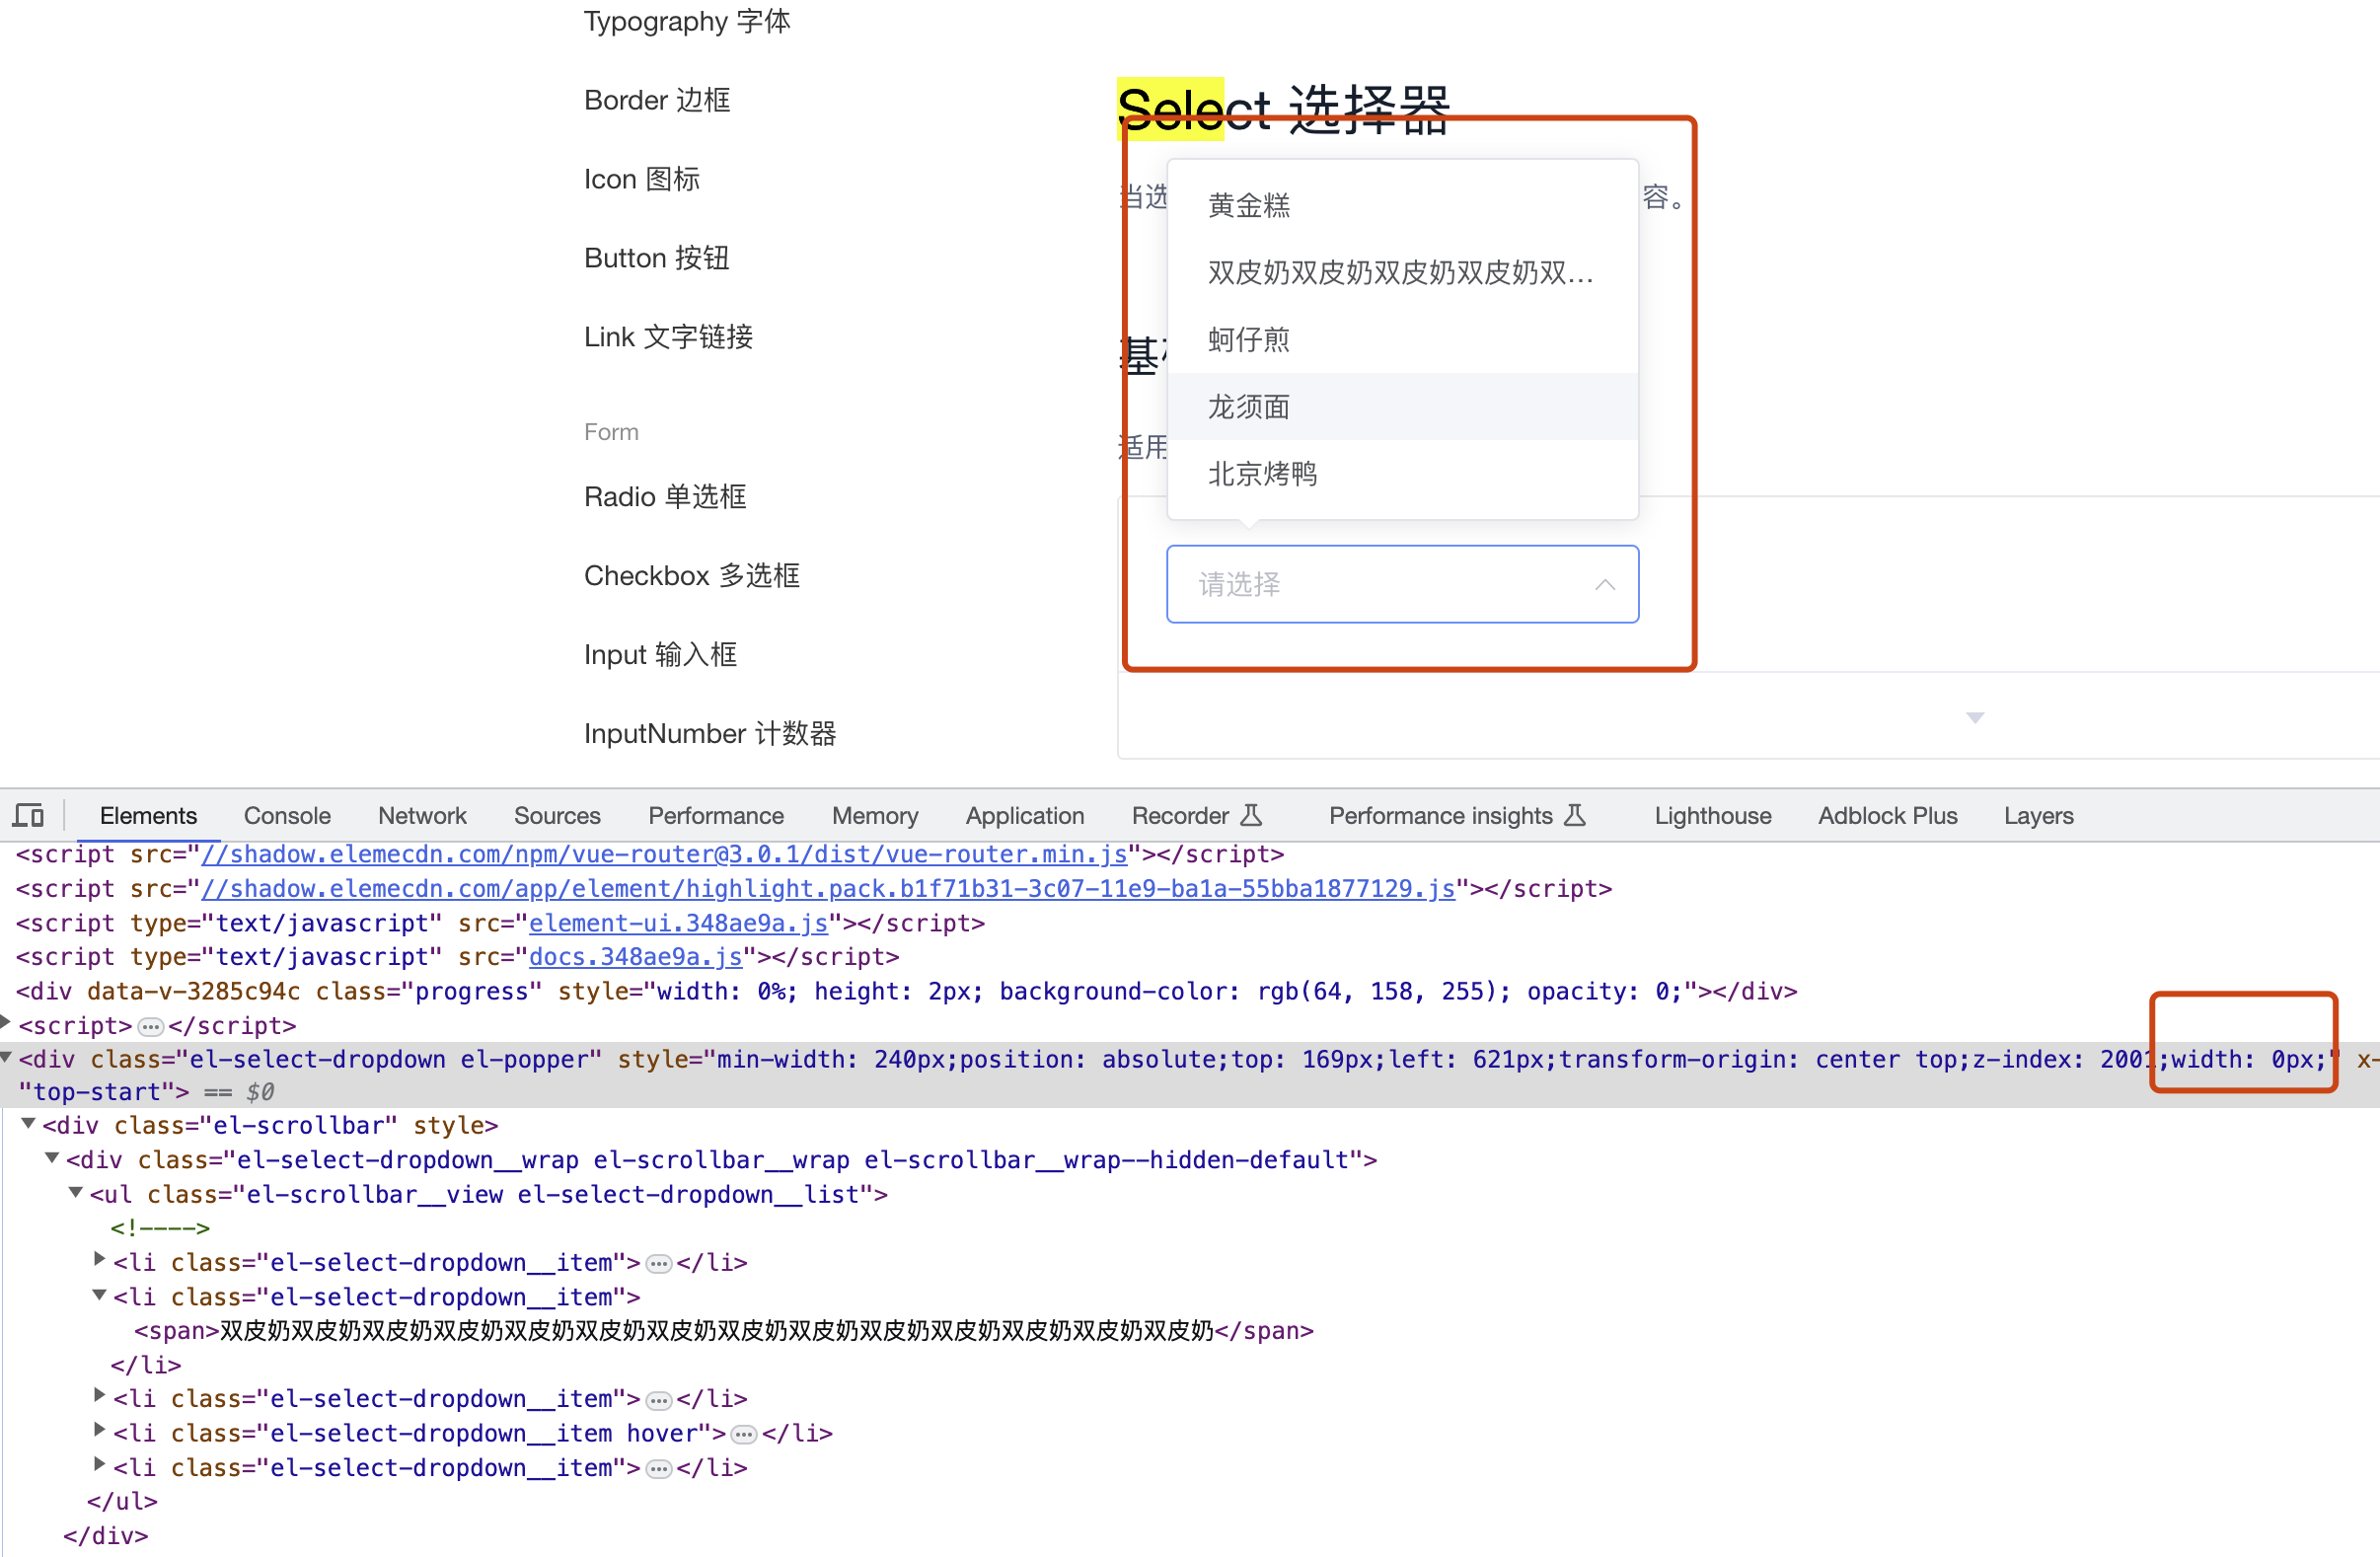 Typography 字体
Border 边框
Icon 图标
Button 按钮
Link 文字链接
Form
Radio 单选框
Checkbox 多选框
Input 输入框
InputNumber 计数器
Select 选择器
当选
容。
黄金糕
双皮奶双皮奶双皮奶双皮奶双...
蚵仔煎
龙须面
北京烤鸭
基
适用
请选择
Elements Console Network Sources Performance Memory Application Recorder Performance insights Lighthouse Adblock Plus Layers
<script src="//shadow.elemecdn.com/npm/vue-router@3.0.1/dist/vue-router.min.js"></script>
<script src="//shadow.elemecdn.com/app/element/highlight.pack.b1f71b31-3c07-11e9-ba1a-55bba1877129.js"></script>
<script type="text/javascript" src="element-ui.348ae9a.js"></script>
<script type="text/javascript" src="docs.348ae9a.js"></script>
<div data-v-3285c94c class="progress" style="width: 0%; height: 2px; background-color: rgb(64, 158, 255); opacity: 0;"></div>
<script>…</script>
<div class="el-select-dropdown el-popper" style="min-width: 240px;position: absolute;top: 169px;left: 621px;transform-origin: center top;z-index: 2001;width: 0px;" x-
"top-start"> == $0
<div class="el-scrollbar" style>
<div class="el-select-dropdown__wrap el-scrollbar__wrap el-scrollbar__wrap--hidden-default">
<ul class="el-scrollbar__view el-select-dropdown__list">
<!---->
<li class="el-select-dropdown__item">…</li>
<li class="el-select-dropdown__item">
<span>双皮奶双皮奶双皮奶双皮奶双皮奶双皮奶双皮奶双皮奶双皮奶双皮奶双皮奶双皮奶双皮奶双皮奶</span>
</li>
<li class="el-select-dropdown__item">…</li>
<li class="el-select-dropdown__item hover">…</li>
<li class="el-select-dropdown__item">…</li>
</ul>
</div>